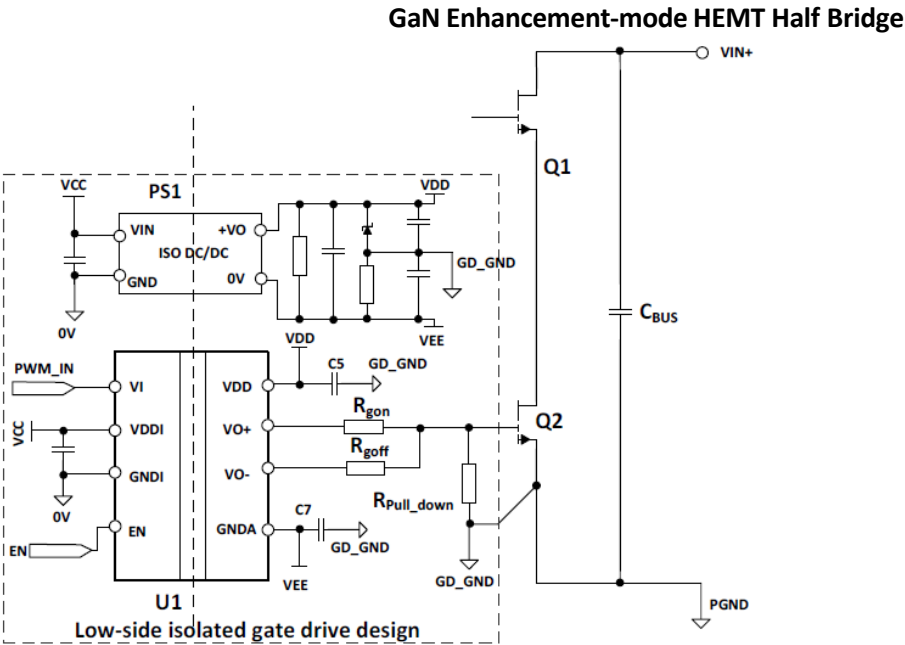 GaN Enhancement-mode HEMT Half Bridge
VIN+
Q1
VCC
PS1
VDD
VIN
+VO
ISO DC/DC
GD_GND
GND
0V
0V
VEE
CBUS
VDD
PWM_IN
C5
GD_GND
VI
VDD
Rgon
Q2
VCC
VDDI
VO+
Rgoff
GNDI
VO-
RPull_down
0V
C7
EN
EN
GNDA
GD_GND
VEE
GD_GND
PGND
U1
Low-side isolated gate drive design